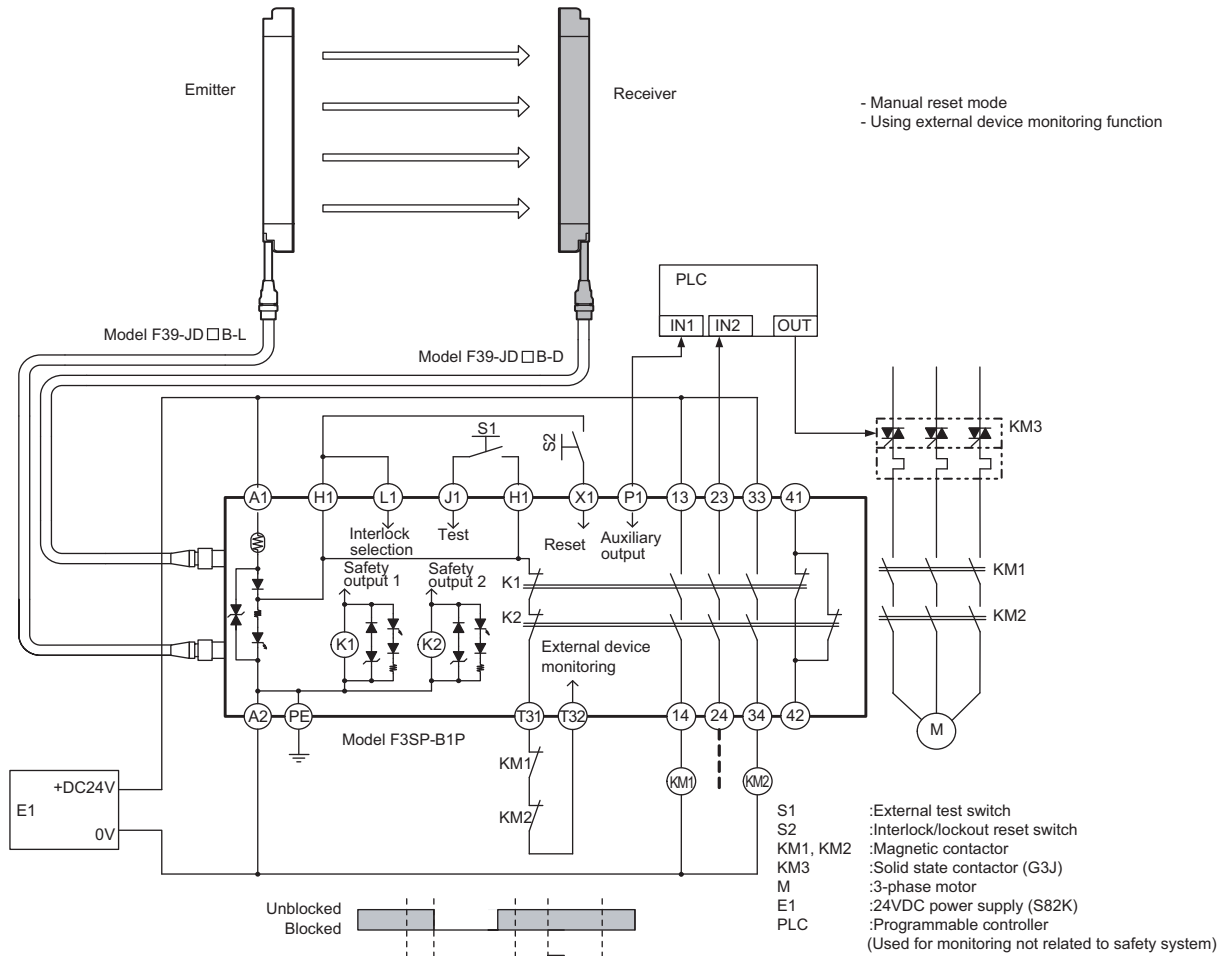 Emitter
Receiver
- Manual reset mode
- Using external device monitoring function
Model F39-JD□B-L
Model F39-JD□B-D
PLC
IN1 IN2 OUT
KM3
S1
S2
A1 H1 L1 J1 H1 X1 P1 13 23 33 41
Interlock
selection
Test
Reset
Auxiliary
output
Safety
output 1
Safety
output 2
K1
K2
K1
K2
External device
monitoring
KM1
KM2
M
A2 PE T31 T32 14 24 34 42
Model F3SP-B1P
KM1
KM2
KM1
KM2
+DC24V
E1
0V
S1 :External test switch
S2 :Interlock/lockout reset switch
KM1, KM2 :Magnetic contactor
KM3 :Solid state contactor (G3J)
M :3-phase motor
E1 :24VDC power supply (S82K)
PLC :Programmable controller
(Used for monitoring not related to safety system)
Unblocked
Blocked